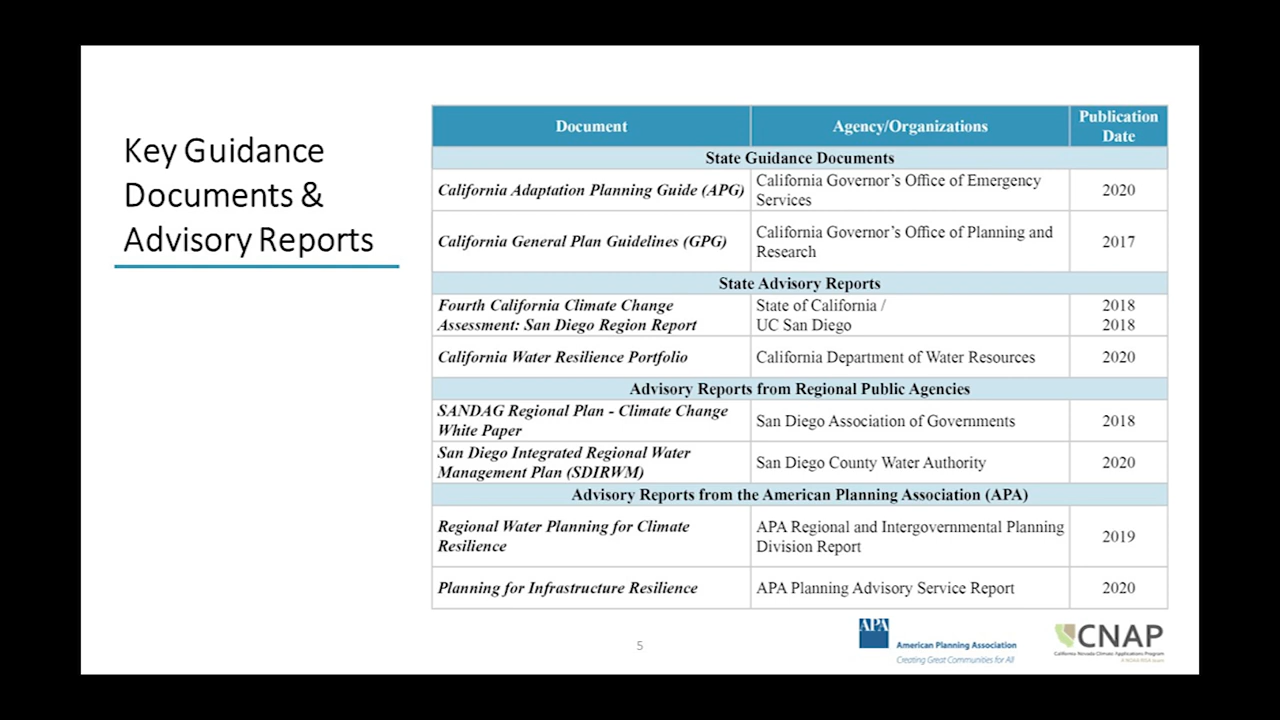 Key Guidance
Documents &
Advisory Reports
Document Agency/Organizations Publication
Date
State Guidance Documents
California Adaptation Planning Guide (APG) California Governor's Office of Emergency
Services 2020
California General Plan Guidelines (GPG) California Governor's Office of Planning and
Research 2017
State Advisory Reports
Fourth California Climate Change State of California / 2018
Assessment: San Diego Region Report UC San Diego 2018
California Water Resilience Portfolio California Department of Water Resources 2020
Advisory Reports from Regional Public Agencies
SANDAG Regional Plan - Climate Change
White Paper San Diego Association of Governments 2018
San Diego Integrated Regional Water
Management Plan (SDIRWM) San Diego County Water Authority 2020
Advisory Reports from the American Planning Association (APA)
Regional Water Planning for Climate APA Regional and Intergovernmental Planning
Resilience Division Report 2019
Planning for Infrastructure Resilience APA Planning Advisory Service Report 2020
5
APA
American Planning Association
Creating Great Communities for All
CNAP
California Nevada Climate Applications Program